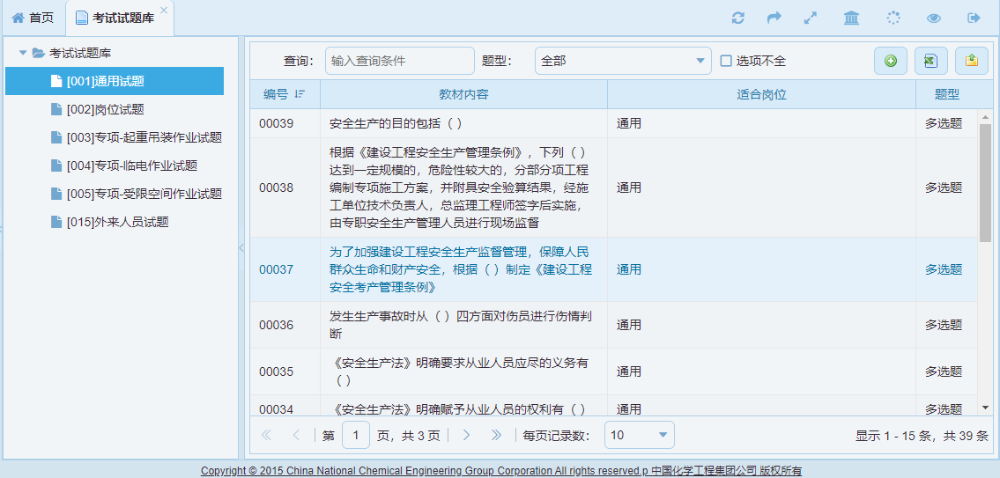 首页
考试试题库
考试试题库
[001]通用试题
[002]岗位试题
[003]专项-起重吊装作业试题
[004]专项-临电作业试题
[005]专项-受限空间作业试题
[015]外来人员试题
查询： 输入查询条件 题型： 全部 选项不全
编号 教材内容 适合岗位 题型
00039 安全生产的目的包括（ ） 通用 多选题
根据《建设工程安全生产管理条例》，下列（ ）
达到一定规模的，危险性较大的，分部分项工程
00038 编制专项施工方案，并附具安全验算结果，经施 通用 多选题
工单位技术负责人，总监理工程师签字后实施，
由专职安全生产管理人员进行现场监督
为了加强建设工程安全生产监督管理，保障人民
00037 群众生命和财产安全，根据（ ）制定《建设工程 通用 多选题
安全考产管理条例》
00036 发生生产事故时从（ ）四方面对伤员进行伤情判 通用 多选题
断
00035 《安全生产法》明确要求从业人员应尽的义务有 通用 多选题
（ ）
00034 《安全生产法》明确赋予从业人员的权利有（ ） 通用 多选题
第 1 页，共 3 页 每页记录数： 10 显示 1 - 15 条，共 39 条
Copyright © 2015 China National Chemical Engineering Group Corporation All rights reserved.p 中国化学工程集团公司 版权所有